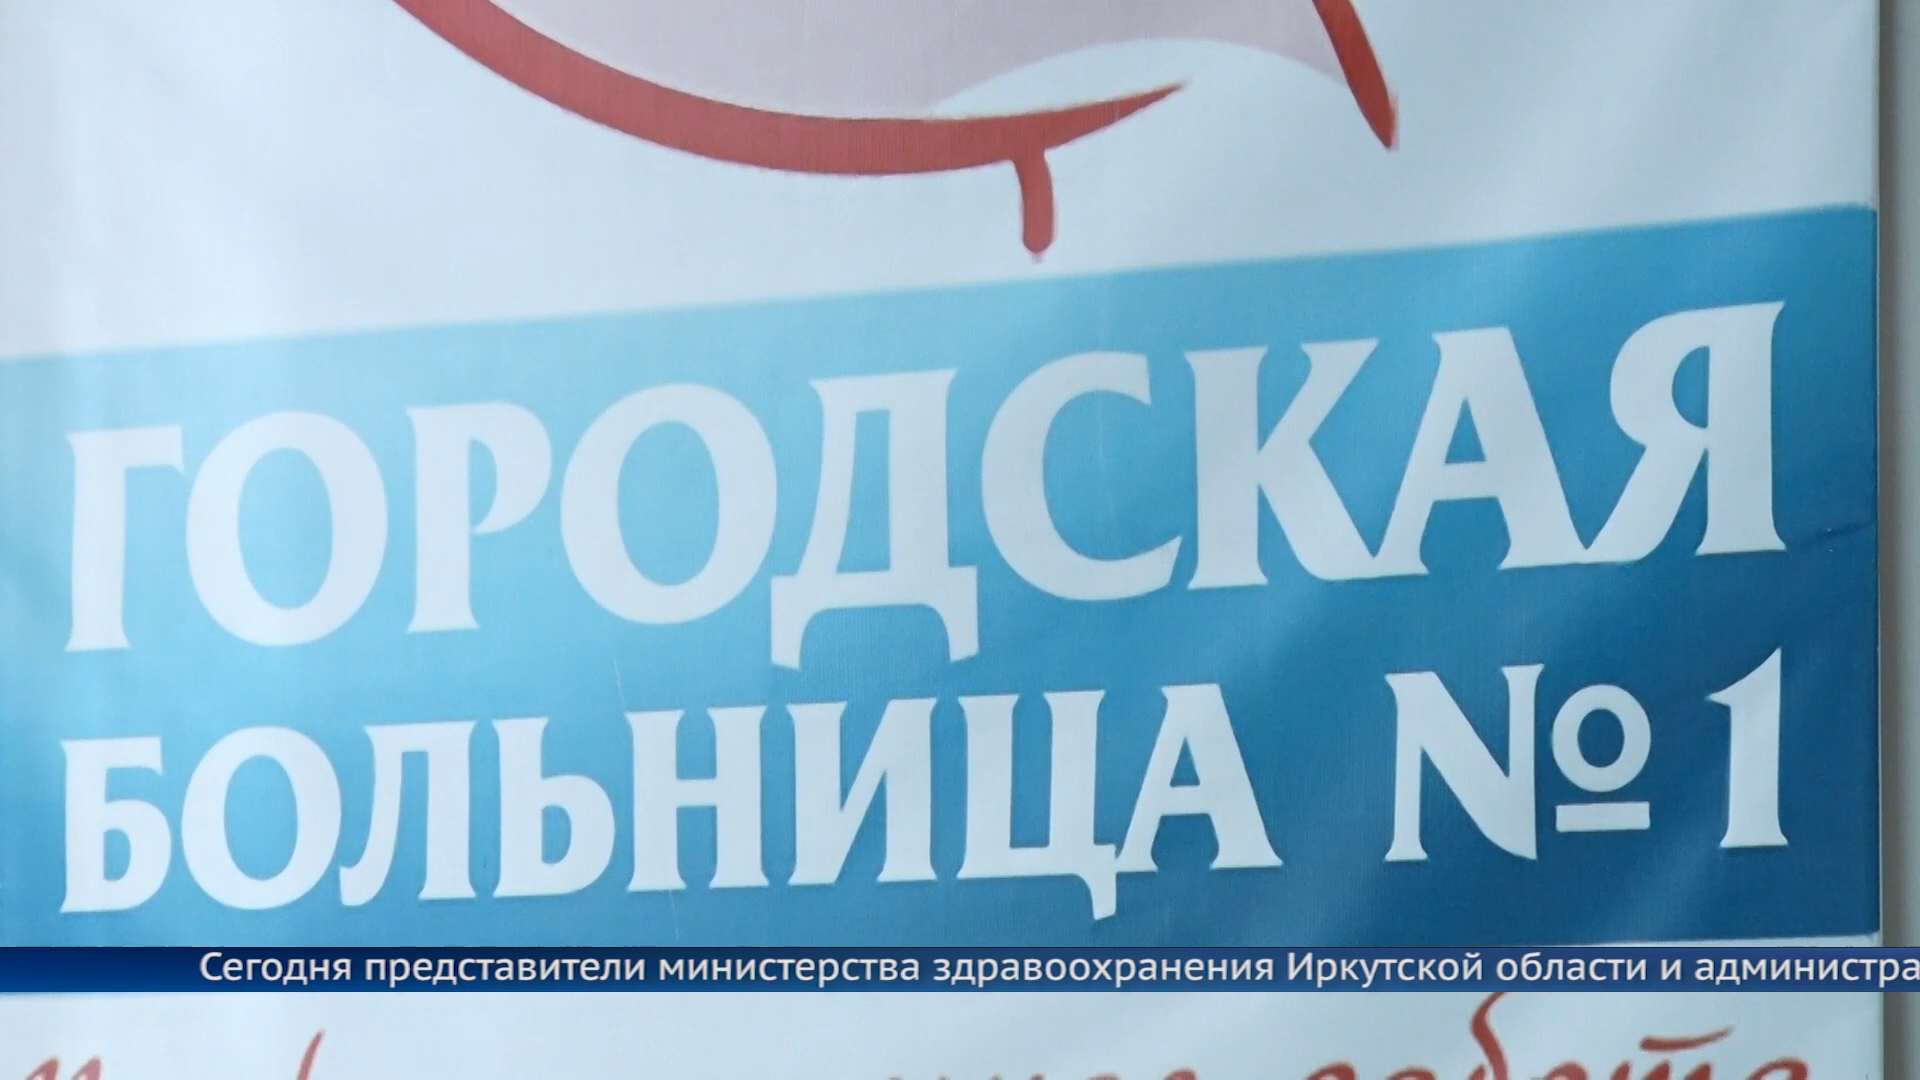 ГОРОДСКАЯ
БОЛЬНИЦА №1
Сегодня представители министерства здравоохранения Иркутской области и администра